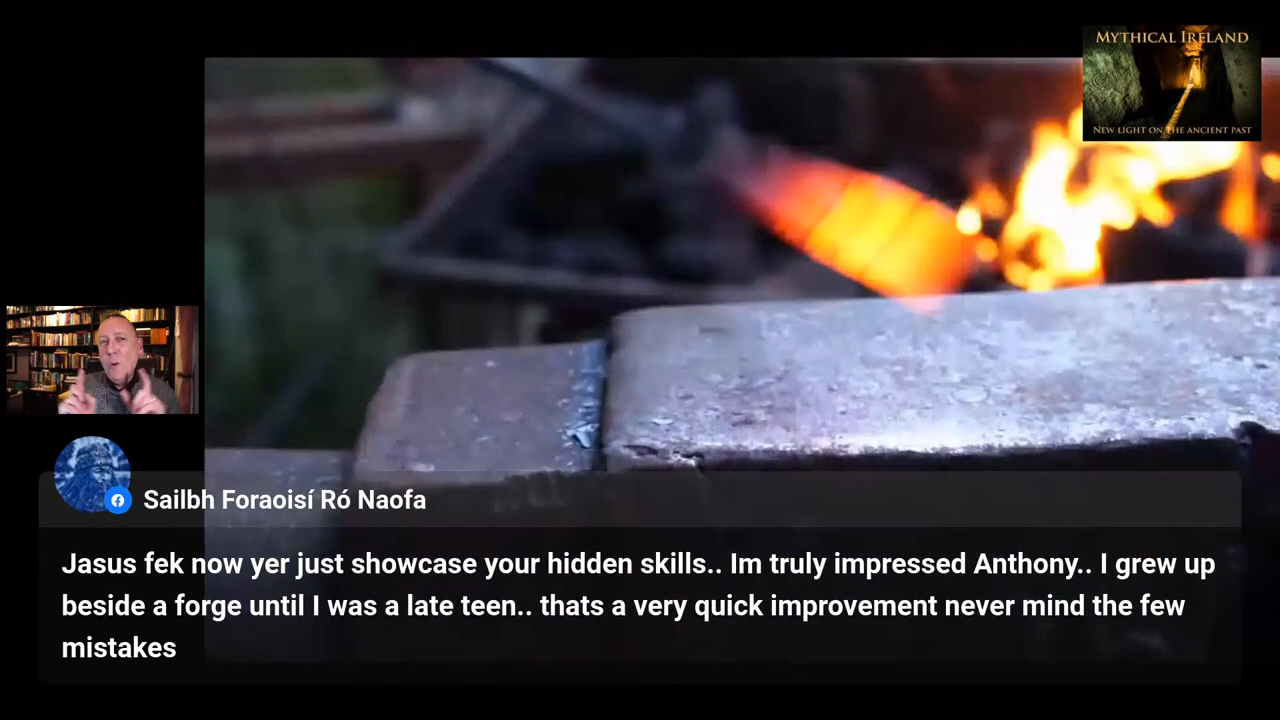 MYTHICAL IRELAND
NEW LIGHT ON THE ANCIENT PAST
Sailbh Foraoisí Ró Naofa
Jasus fek now yer just showcase your hidden skills.. Im truly impressed Anthony.. I grew up
beside a forge until I was a late teen.. thats a very quick improvement never mind the few
mistakes